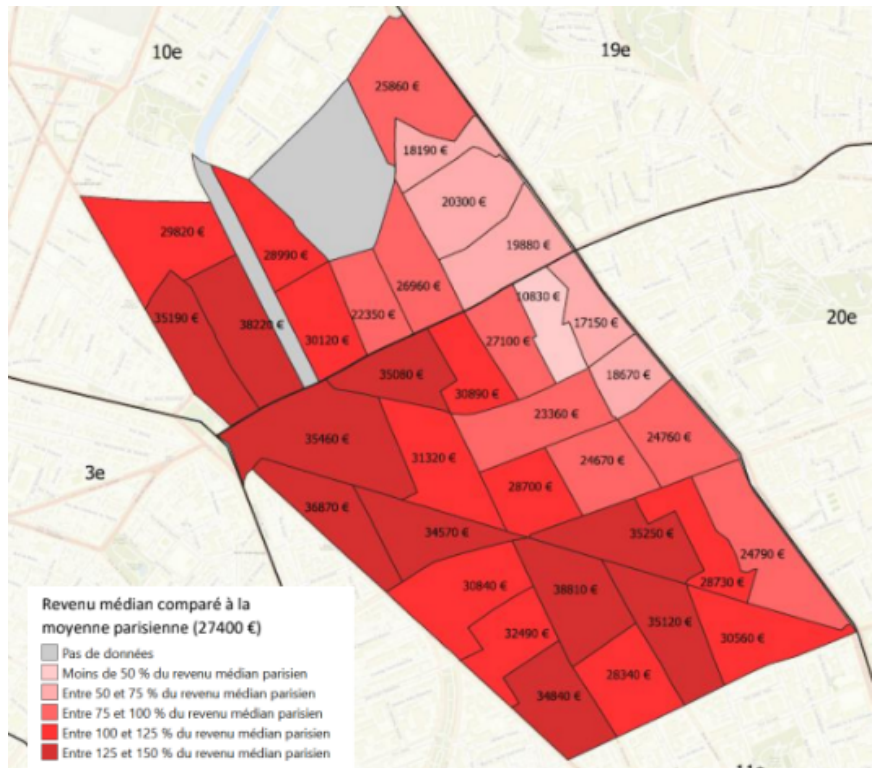 10e
19e
25860 €
18190 €
20300 €
29820 €
19880 €
28990 €
26960 €
10830 €
35190 €
38220 €
22350 €
17150 €
20e
30120 €
27100 €
35080 €
18670 €
30890 €
23360 €
24760 €
35460 €
31320 €
24670 €
3e
28700 €
36870 €
34570 €
35250 €
24790 €
30840 €
28730 €
38810 €
35120 €
32490 €
30560 €
28340 €
34840 €
Revenu médian comparé à la
moyenne parisienne (27400 €)
Pas de données
Moins de 50 % du revenu médian parisien
Entre 50 et 75 % du revenu médian parisien
Entre 75 et 100 % du revenu médian parisien
Entre 100 et 125 % du revenu médian parisien
Entre 125 et 150 % du revenu médian parisien